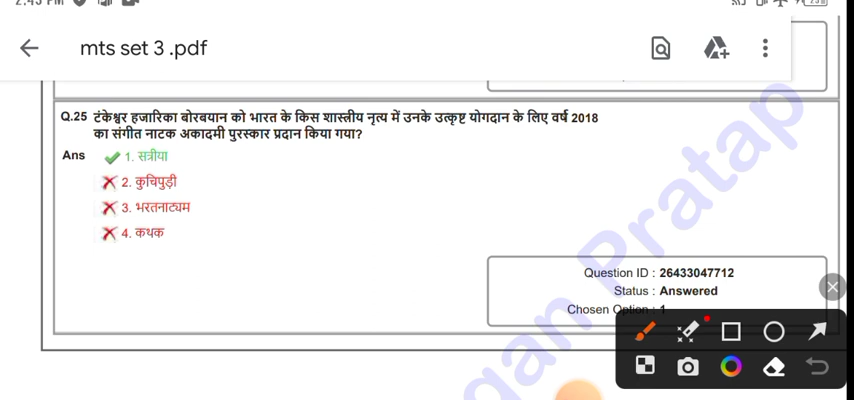 mts set 3 .pdf
Q.25 टंकेश्वर हजारिका बोरबयान को भारत के किस शास्त्रीय नृत्य में उनके उत्कृष्ट योगदान के लिए वर्ष 2018
का संगीत नाटक अकादमी पुरस्कार प्रदान किया गया?
Ans 1. सत्रीया
2. कुचिपुड़ी
3. भरतनाट्यम
4. कथक
Question ID : 26433047712
Status : Answered
Chosen Option : 1
gan Pratap